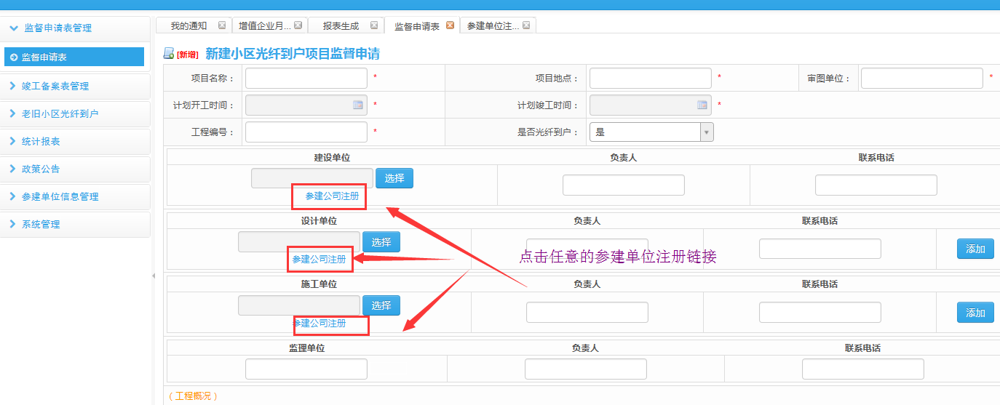 监督申请表管理
监督申请表
竣工备案表管理
老旧小区光纤到户
统计报表
政策公告
参建单位信息管理
系统管理
我的通知 增值企业月... 报表生成 监督申请表 参建单位注...
[新增] 新建小区光纤到户项目监督申请
项目名称： * 项目地点： * 审图单位： *
计划开工时间： * 计划竣工时间： *
工程编号： * 是否光纤到户： 是
建设单位 负责人 联系电话
选择
参建公司注册
设计单位 负责人 联系电话
选择 添加
参建公司注册
点击任意的参建单位注册链接
施工单位 负责人 联系电话
选择 添加
参建公司注册
监理单位 负责人 联系电话
（工程概况）